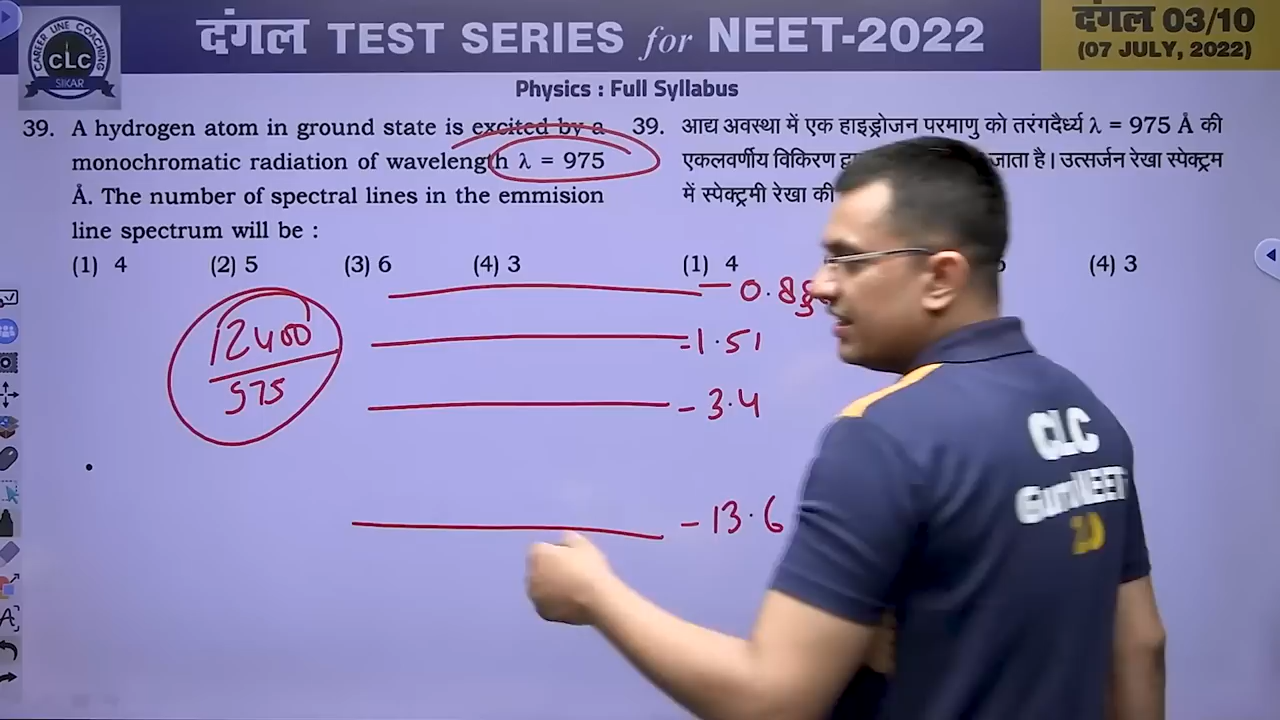 दंगल TEST SERIES for NEET-2022
दंगल 03/10
(07 JULY, 2022)
CAREER LINE COACHING
CLC
SIKAR
Physics : Full Syllabus
39. A hydrogen atom in ground state is excited by a
monochromatic radiation of wavelength λ = 975
Å. The number of spectral lines in the emmision
line spectrum will be :
(1) 4 (2) 5 (3) 6 (4) 3
39. आद्य अवस्था में एक हाइड्रोजन परमाणु को तरंगदैर्ध्य λ = 975 Å की
एकलवर्णीय विकिरण जाता है। उत्सर्जन रेखा स्पेक्ट्रम
में स्पेक्ट्रमी रेखा की
(1) 4 (4) 3
12400
975
-0.85
-1.51
-3.4
-13.6
CLC
2.0